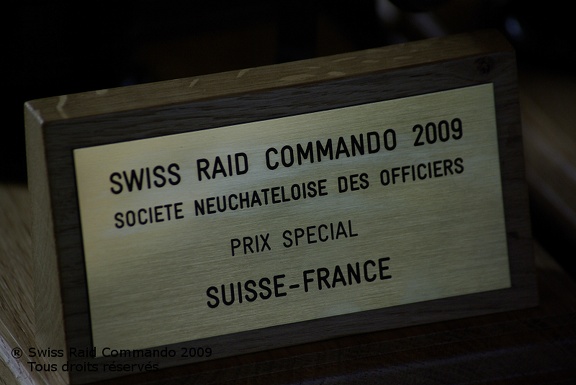 SWISS RAID COMMANDO 2009
SOCIETE NEUCHATELOISE DES OFFICIERS
PRIX SPECIAL
SUISSE-FRANCE
® Swiss Raid Commando 2009
Tous droits réservés